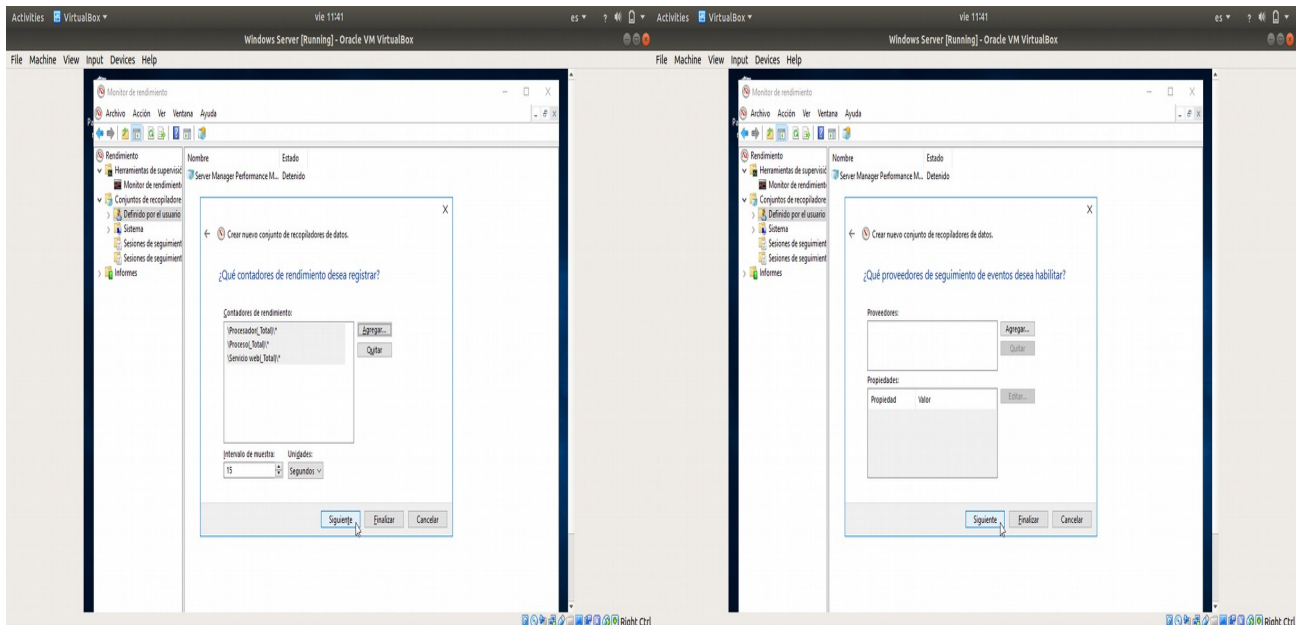 Activities VirtualBox ▾ vie 11:41 es ▾ ?
Windows Server [Running] - Oracle VM VirtualBox
File Machine View Input Devices Help
Monitor de rendimiento
Archivo Acción Ver Ventana Ayuda
Rendimiento
Herramientas de supervisió
Monitor de rendimiento
Conjuntos de recopiladore
Definido por el usuario
Sistema
Sesiones de seguimient
Sesiones de seguimient
Informes
Nombre Estado
Server Manager Performance M... Detenido
Crear nuevo conjunto de recopiladores de datos.
¿Qué contadores de rendimiento desea registrar?
Contadores de rendimiento:
\Procesador(_Total)\*
\Proceso(_Total)\*
\Servicio web(_Total)\*
Agregar...
Quitar
Intervalo de muestra: Unidades:
15 Segundos
Siguiente Finalizar Cancelar
Right Ctrl
Activities VirtualBox ▾ vie 11:41 es ▾ ?
Windows Server [Running] - Oracle VM VirtualBox
File Machine View Input Devices Help
Monitor de rendimiento
Archivo Acción Ver Ventana Ayuda
Rendimiento
Herramientas de supervisió
Monitor de rendimiento
Conjuntos de recopiladore
Definido por el usuario
Sistema
Sesiones de seguimient
Sesiones de seguimient
Informes
Nombre Estado
Server Manager Performance M... Detenido
Crear nuevo conjunto de recopiladores de datos.
¿Qué proveedores de seguimiento de eventos desea habilitar?
Proveedores:
Agregar...
Quitar
Propiedades:
Propiedad Valor
Editar...
Siguiente Finalizar Cancelar
Right Ctrl